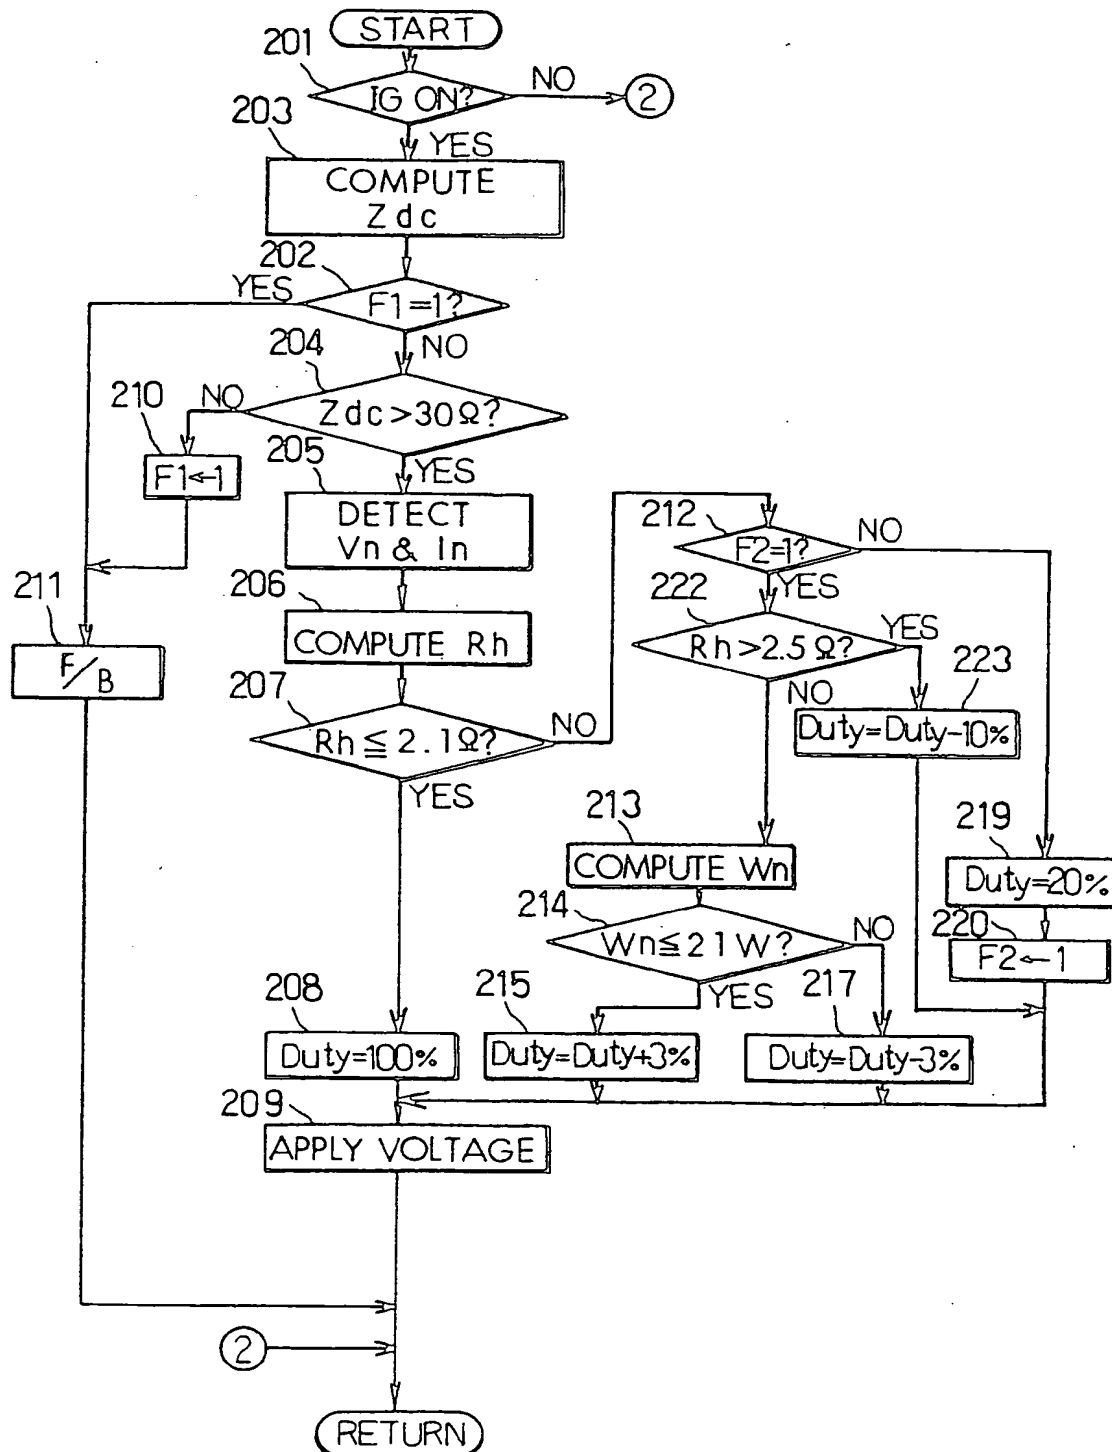 START
201
IG ON?
NO
2
203
YES
COMPUTE
Zdc
202
YES
F1=1?
NO
204
210
NO
Zdc>30Ω?
205
YES
F1←1
DETECT
Vn & In
212
NO
F2=1?
211
206
222
YES
F/B
COMPUTE Rh
Rh>2.5Ω?
YES
223
207
NO
NO
Duty=Duty-10%
Rh≦2.1Ω?
YES
213
219
COMPUTE Wn
Duty=20%
214
NO
220
Wn≦21W?
F2←1
208
215
YES
217
Duty=100%
Duty=Duty+3%
Duty=Duty-3%
209
APPLY VOLTAGE
2
RETURN